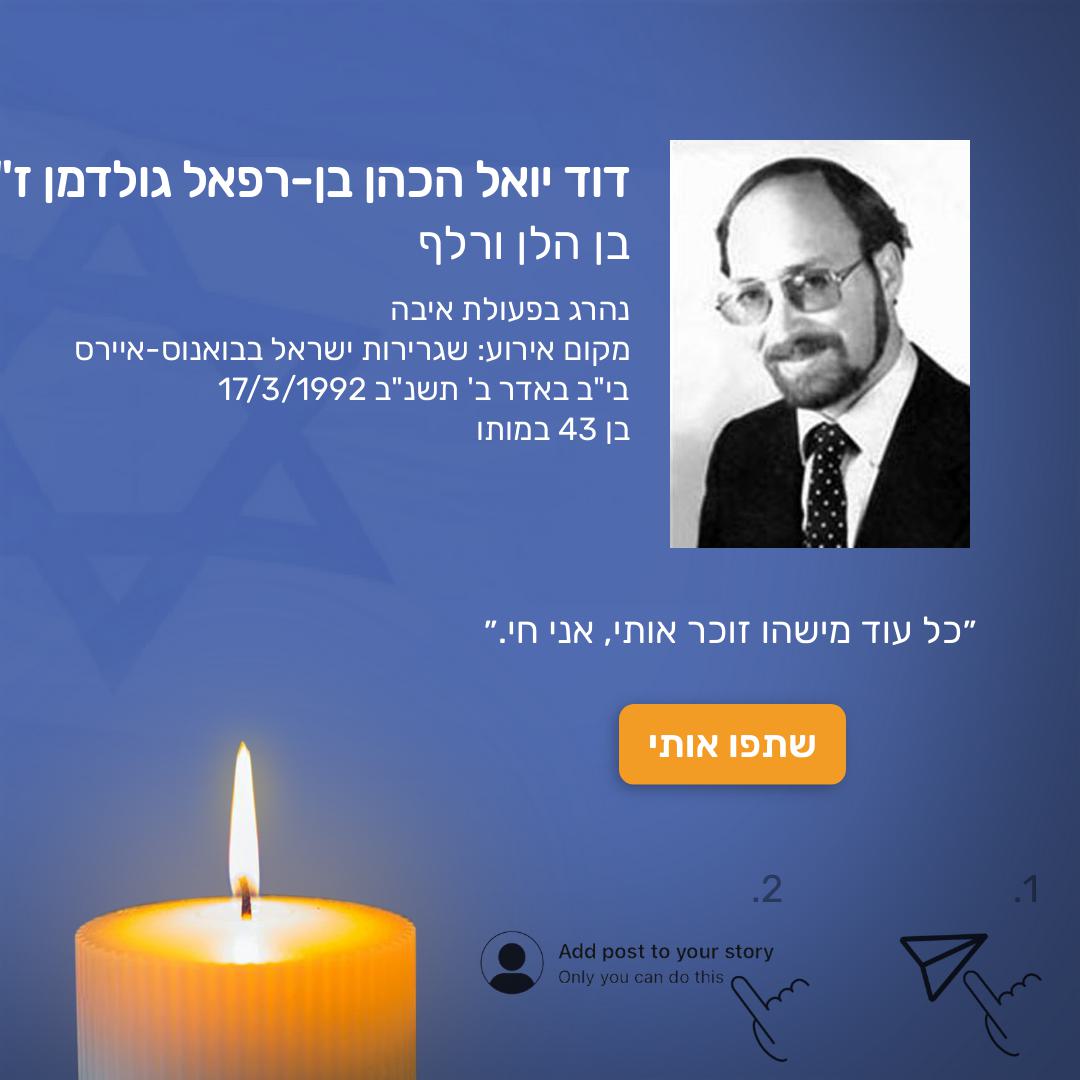 דוד יואל הכהן בן-רפאל גולדמן ז"
בן הלן ורלף
נהרג בפעולת איבה
מקום אירוע: שגרירות ישראל בבואנוס-איירס
בי"ב באדר ב' תשנ"ב 17/3/1992
בן 43 במותו
״כל עוד מישהו זוכר אותי, אני חי.״
שתפו אותי
1.
2.
Add post to your story
Only you can do this